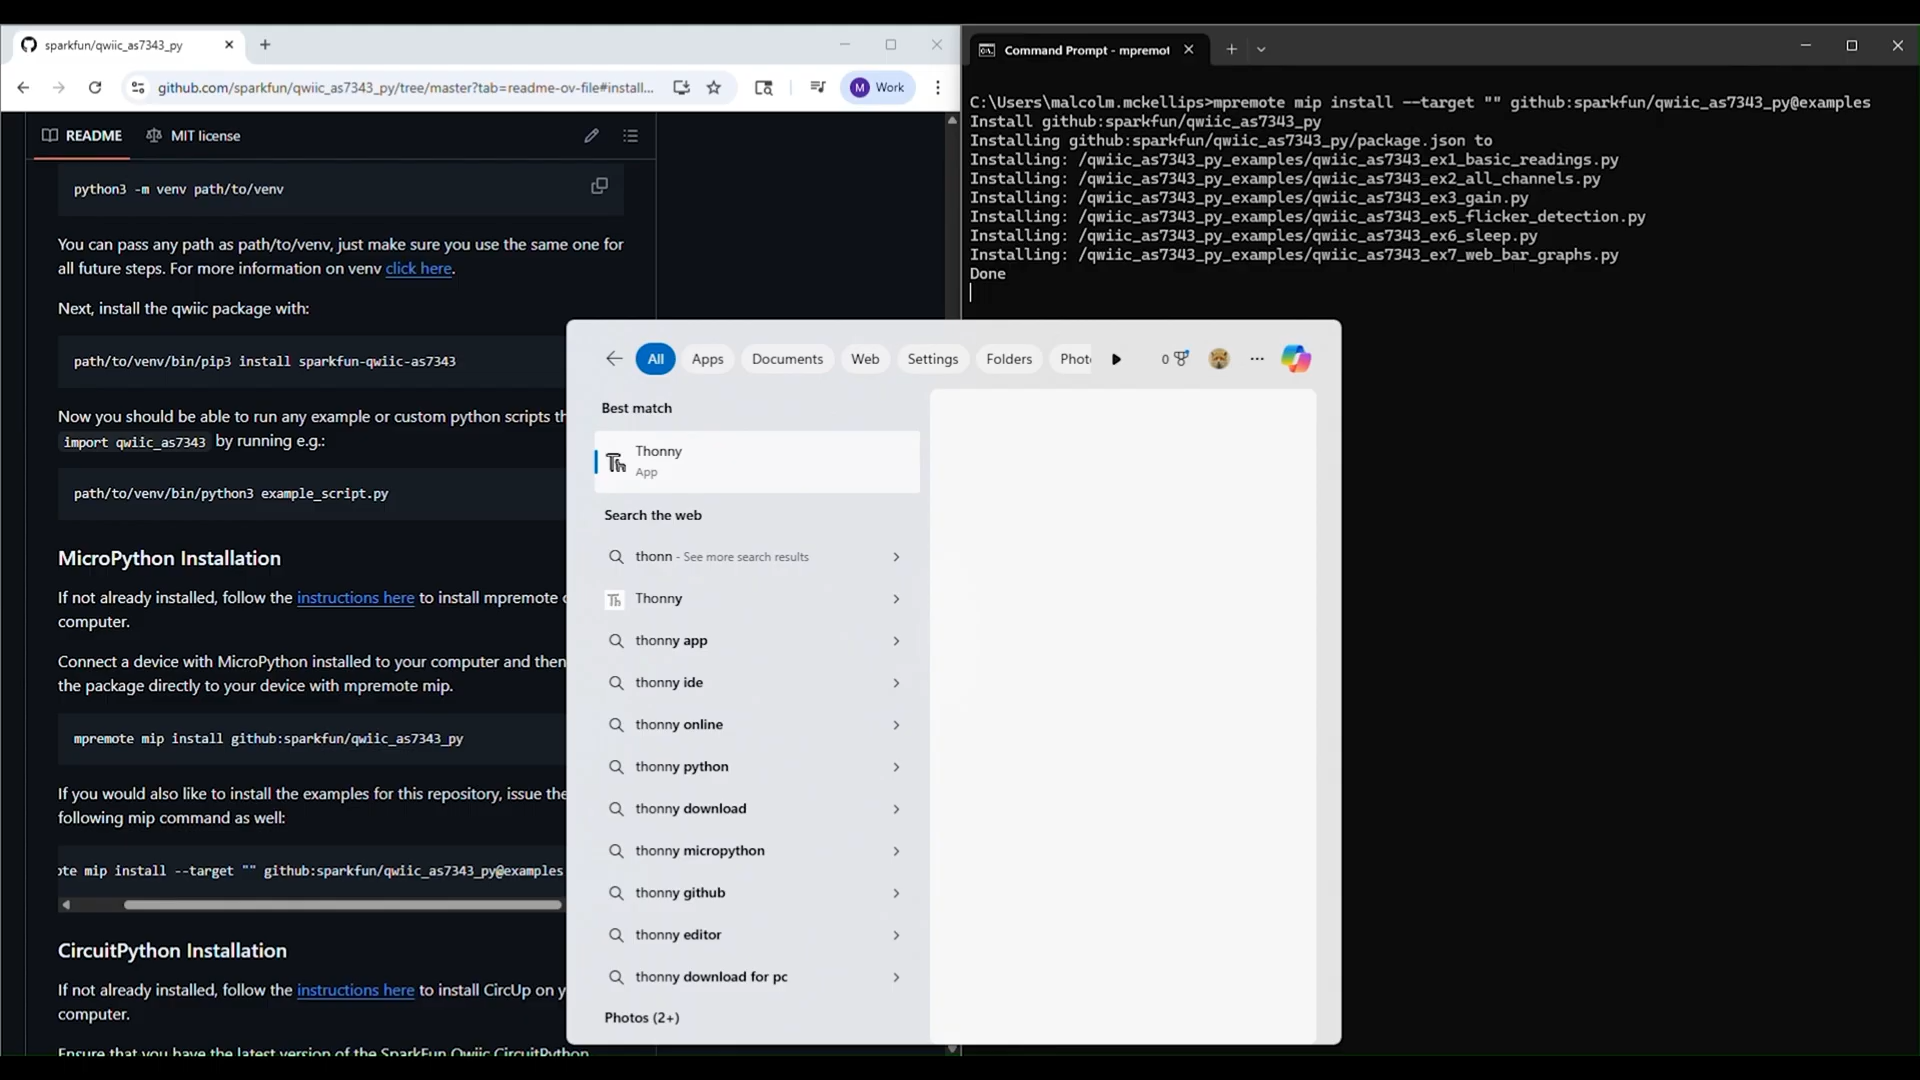 sparkfun/qwiic_as7343_py
github.com/sparkfun/qwiic_as7343_py/tree/master?tab=readme-ov-file#install...
M Work
README
MIT license
python3 -m venv path/to/venv
You can pass any path as path/to/venv, just make sure you use the same one for
all future steps. For more information on venv click here.
Next, install the qwiic package with:
path/to/venv/bin/pip3 install sparkfun-qwiic-as7343
Now you should be able to run any example or custom python scripts th
import qwiic_as7343 by running e.g.:
path/to/venv/bin/python3 example_script.py
MicroPython Installation
If not already installed, follow the instructions here to install mpremote
computer.
Connect a device with MicroPython installed to your computer and then
the package directly to your device with mpremote mip.
mpremote mip install github:sparkfun/qwiic_as7343_py
If you would also like to install the examples for this repository, issue the
following mip command as well:
ote mip install --target "" github:sparkfun/qwiic_as7343_py@examples
CircuitPython Installation
If not already installed, follow the instructions here to install CircUp on y
computer.
Ensure that you have the latest version of the SparkFun Qwiic CircuitPython
Command Prompt - mpremot
C:\Users\malcolm.mckellips>mpremote mip install --target "" github:sparkfun/qwiic_as7343_py@examples
Install github:sparkfun/qwiic_as7343_py
Installing github:sparkfun/qwiic_as7343_py/package.json to
Installing: /qwiic_as7343_py_examples/qwiic_as7343_ex1_basic_readings.py
Installing: /qwiic_as7343_py_examples/qwiic_as7343_ex2_all_channels.py
Installing: /qwiic_as7343_py_examples/qwiic_as7343_ex3_gain.py
Installing: /qwiic_as7343_py_examples/qwiic_as7343_ex5_flicker_detection.py
Installing: /qwiic_as7343_py_examples/qwiic_as7343_ex6_sleep.py
Installing: /qwiic_as7343_py_examples/qwiic_as7343_ex7_web_bar_graphs.py
Done
All Apps Documents Web Settings Folders Phot 0
Best match
Thonny
App
Search the web
thonn - See more search results
Thonny
thonny app
thonny ide
thonny online
thonny python
thonny download
thonny micropython
thonny github
thonny editor
thonny download for pc
Photos (2+)